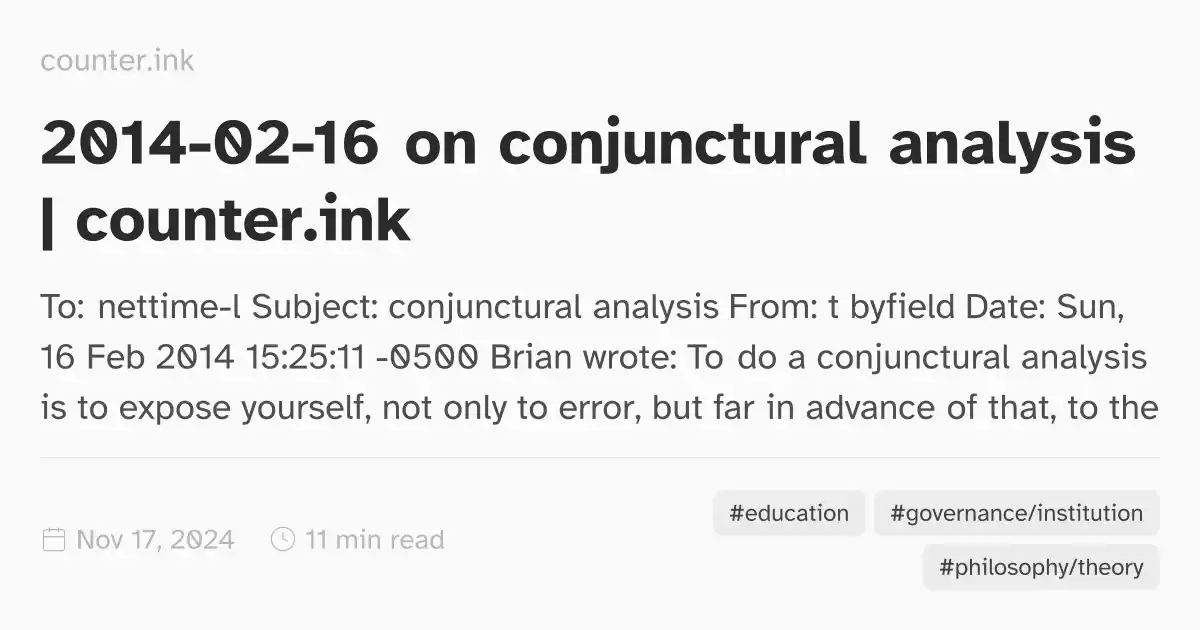 counter.ink
2014-02-16 on conjunctural analysis
| counter.ink
To: nettime-l Subject: conjunctural analysis From: t byfield Date: Sun,
16 Feb 2014 15:25:11 -0500 Brian wrote: To do a conjunctural analysis
is to expose yourself, not only to error, but far in advance of that, to the
Nov 17, 2024 11 min read
#education #governance/institution
#philosophy/theory